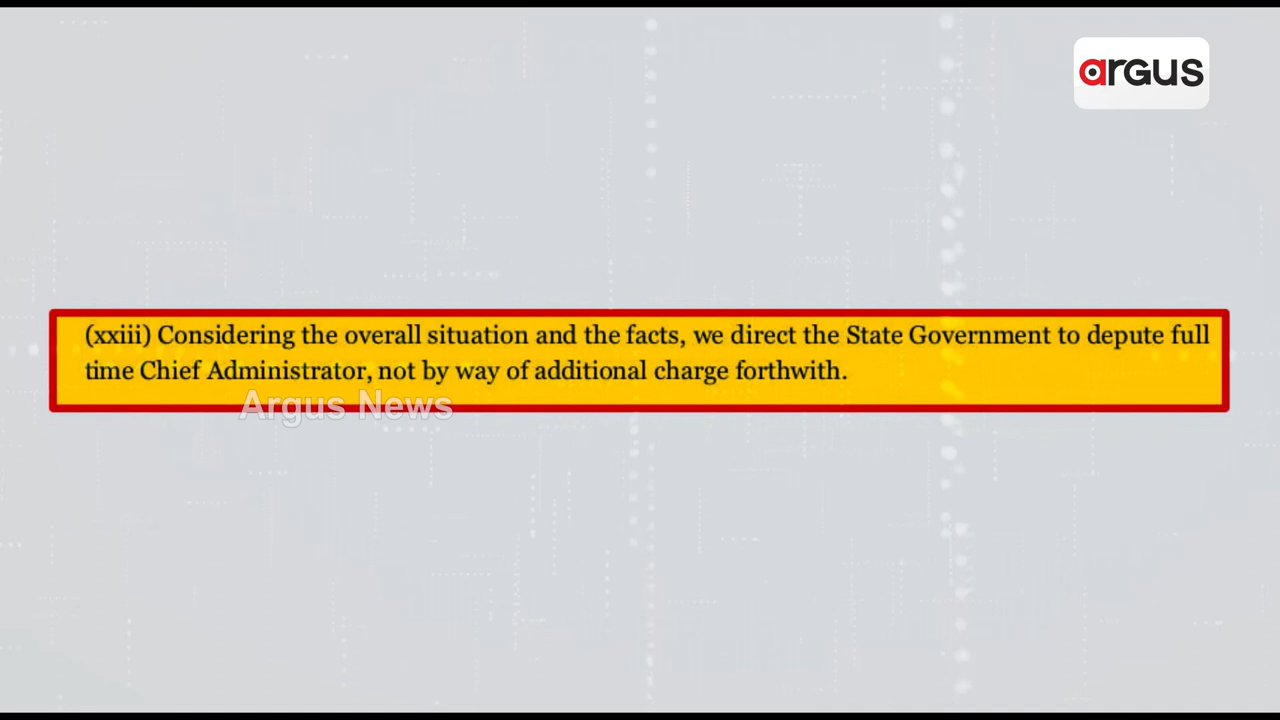 argus
(xxiii) Considering the overall situation and the facts, we direct the State Government to depute full
time Chief Administrator, not by way of additional charge forthwith.
Argus News